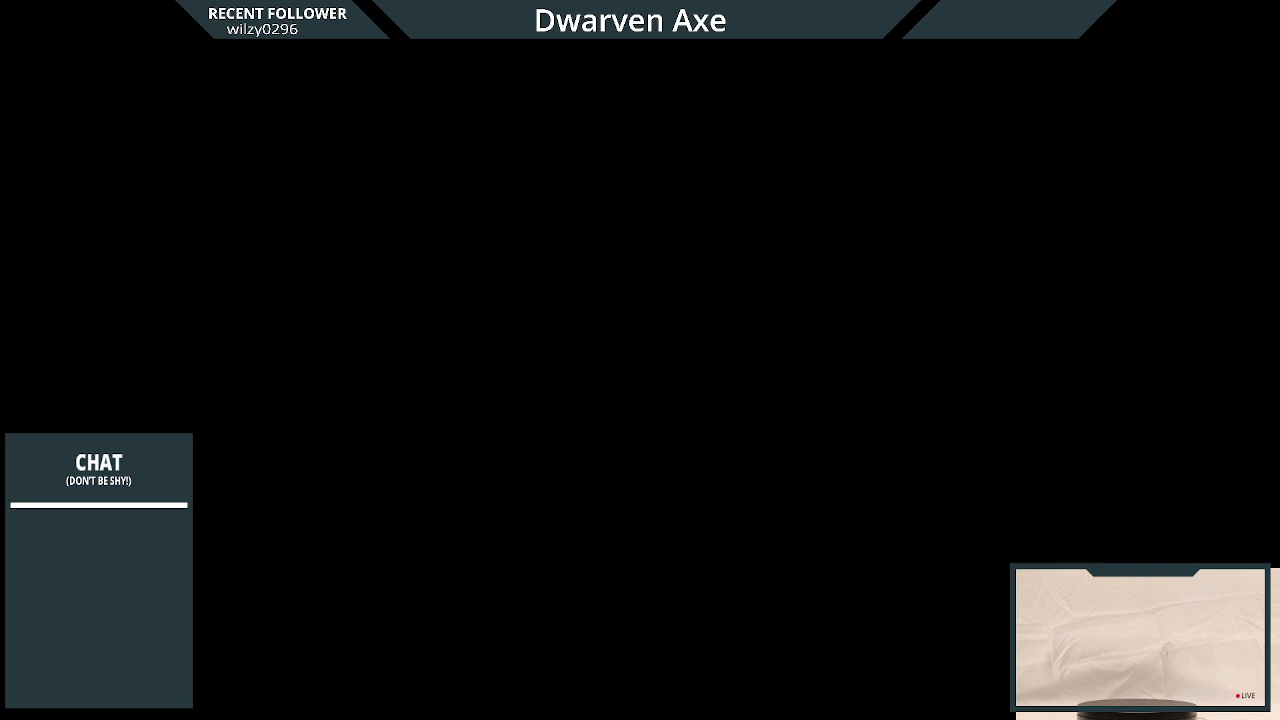 RECENT FOLLOWER
wilzy0296
Dwarven Axe
CHAT
(DON'T BE SHY!)
LIVE